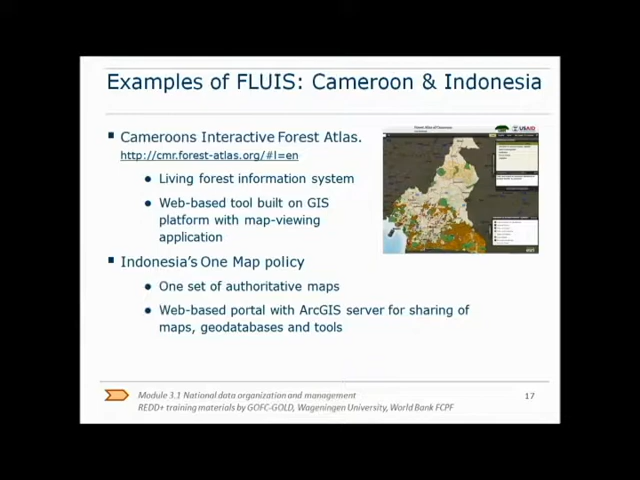 Examples of FLUIS: Cameroon & Indonesia
Cameroons Interactive Forest Atlas.
http://cmr.forest-atlas.org/#l=en
Living forest information system
Web-based tool built on GIS
platform with map-viewing
application
Indonesia's One Map policy
One set of authoritative maps
Web-based portal with ArcGIS server for sharing of
maps, geodatabases and tools
USAID
esri
Module 3.1 National data organization and management
REDD+ training materials by GOFC-GOLD, Wageningen University, World Bank FCPF
17